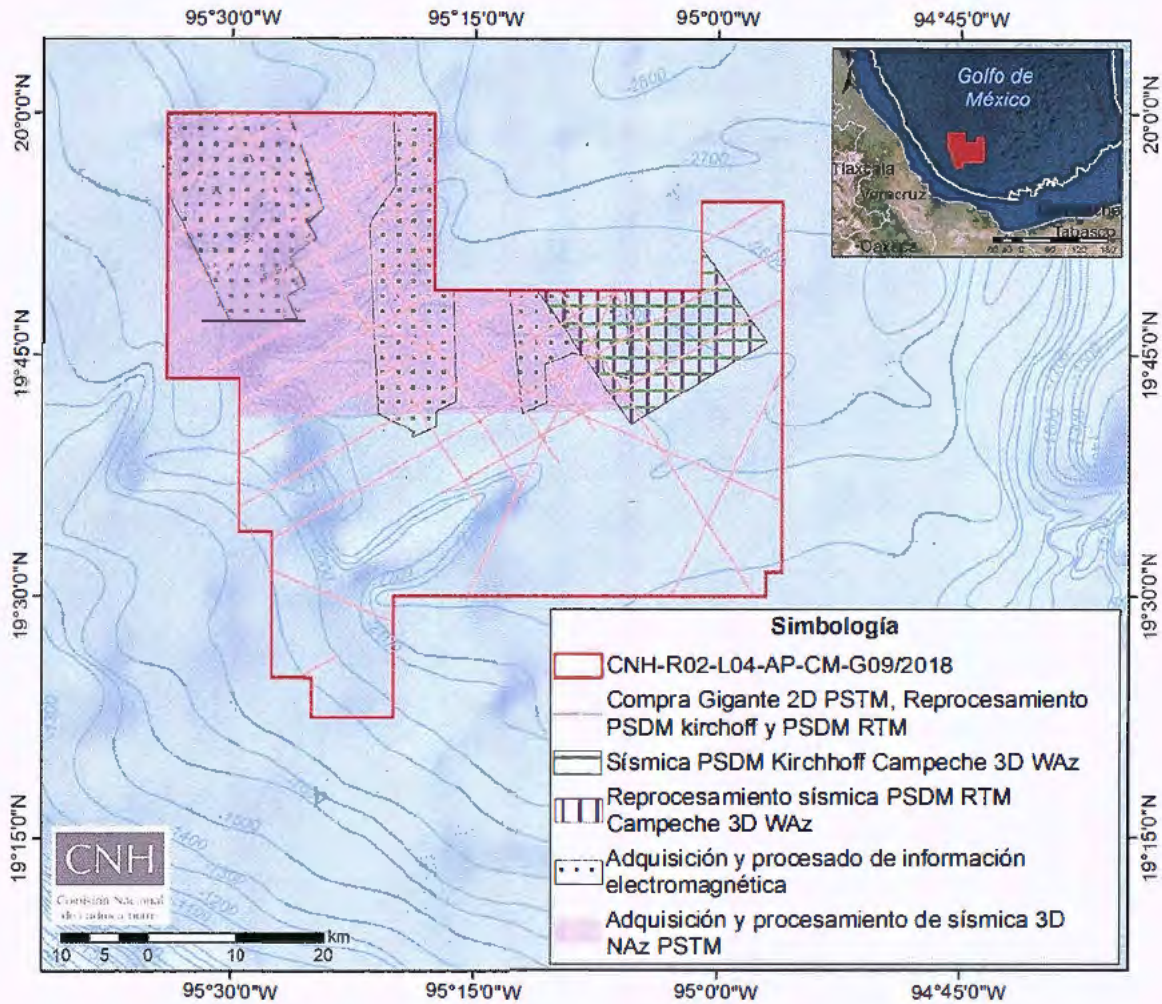 95°30'0"W 95°15'0"W 95°0'0"W 94°45'0"W
20°0'0"N
20°0'0"N
19°45'0"N
19°45'0"N
19°30'0"N
19°30'0"N
19°15'0"N
19°15'0"N
Golfo de
México
Tlaxcala
Veracruz
Oaxaca
Tabasco
-2700
-1500
-1400
-1200
Simbología
CNH-R02-L04-AP-CM-G09/2018
Compra Gigante 2D PSTM, Reprocesamiento
PSDM kirchoff y PSDM RTM
Sísmica PSDM Kirchhoff Campeche 3D WAz
Reprocesamiento sísmica PSDM RTM
Campeche 3D WAz
Adquisición y procesado de información
electromagnética
Adquisición y procesamiento de sísmica 3D
NAz PSTM
CNH
Comisión Nacional
10 5 0 10 20 km
95°30'0"W 95°15'0"W 95°0'0"W 94°45'0"W